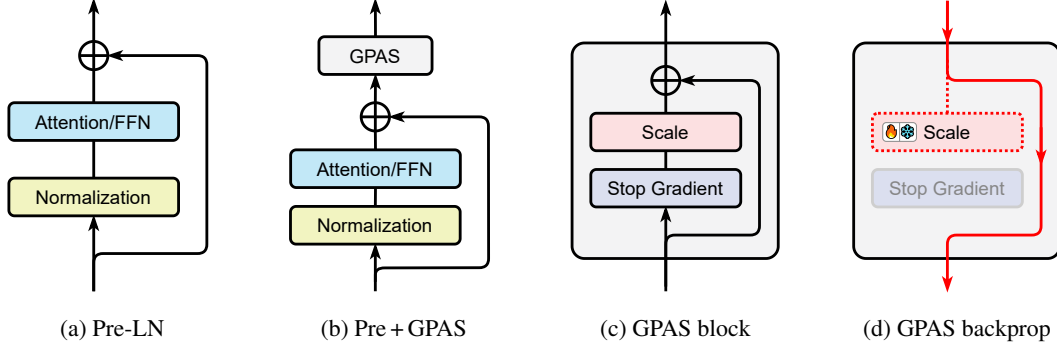 Attention/FFN
Normalization
(a) Pre-LN
GPAS
Attention/FFN
Normalization
(b) Pre + GPAS
Scale
Stop Gradient
(c) GPAS block
Scale
Stop Gradient
(d) GPAS backprop